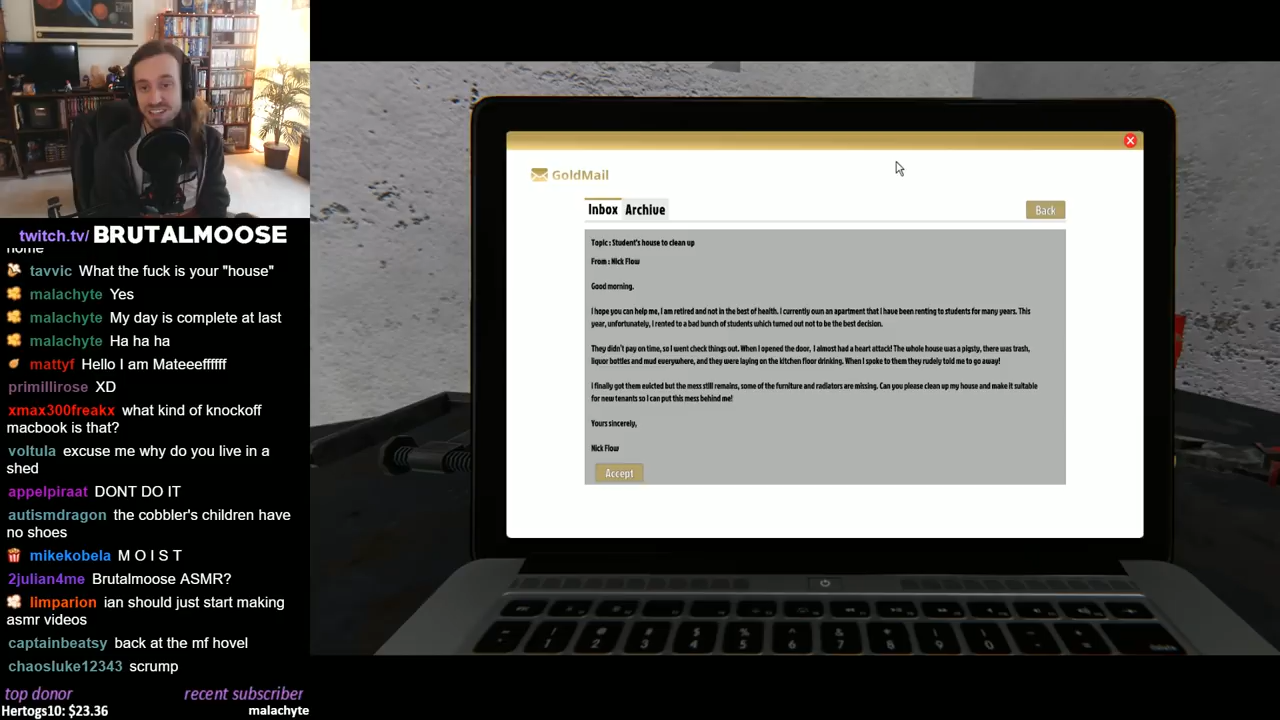 twitch.tv/ BRUTALMOOSE
home
tavvic What the fuck is your "house"
malachyte Yes
malachyte My day is complete at last
malachyte Ha ha ha
mattyf Hello I am Mateeeffffff
primillirose XD
xmax300freakx what kind of knockoff
macbook is that?
voltula excuse me why do you live in a
shed
appelpiraat DONT DO IT
autismdragon the cobbler's children have
no shoes
mikekobela M O I S T
2julian4me Brutalmoose ASMR?
limparion ian should just start making
asmr videos
captainbeatsy back at the mf hovel
chaosluke12343 scrump
top donor recent subscriber
Hertogs10: $23.36 malachyte
GoldMail
Inbox Archive Back
Topic : Student's house to clean up
From : Nick Flow
Good morning,
I hope you can help me, I am retired and not in the best of health. I currently own an apartment that I have been renting to students for many years. This
year, unfortunately, I rented to a bad bunch of students which turned out not to be the best decision.
They didn't pay on time, so I went check things out. When I opened the door, I almost had a heart attack! The whole house was a pigsty, there was trash,
liquor bottles and mud everywhere, and they were laying on the kitchen floor drinking. When I spoke to them they rudely told me to go away!
I finally got them evicted but the mess still remains, some of the furniture and radiators are missing. Can you please clean up my house and make it suitable
for new tenants so I can put this mess behind me!
Yours sincerely,
Nick Flow
Accept